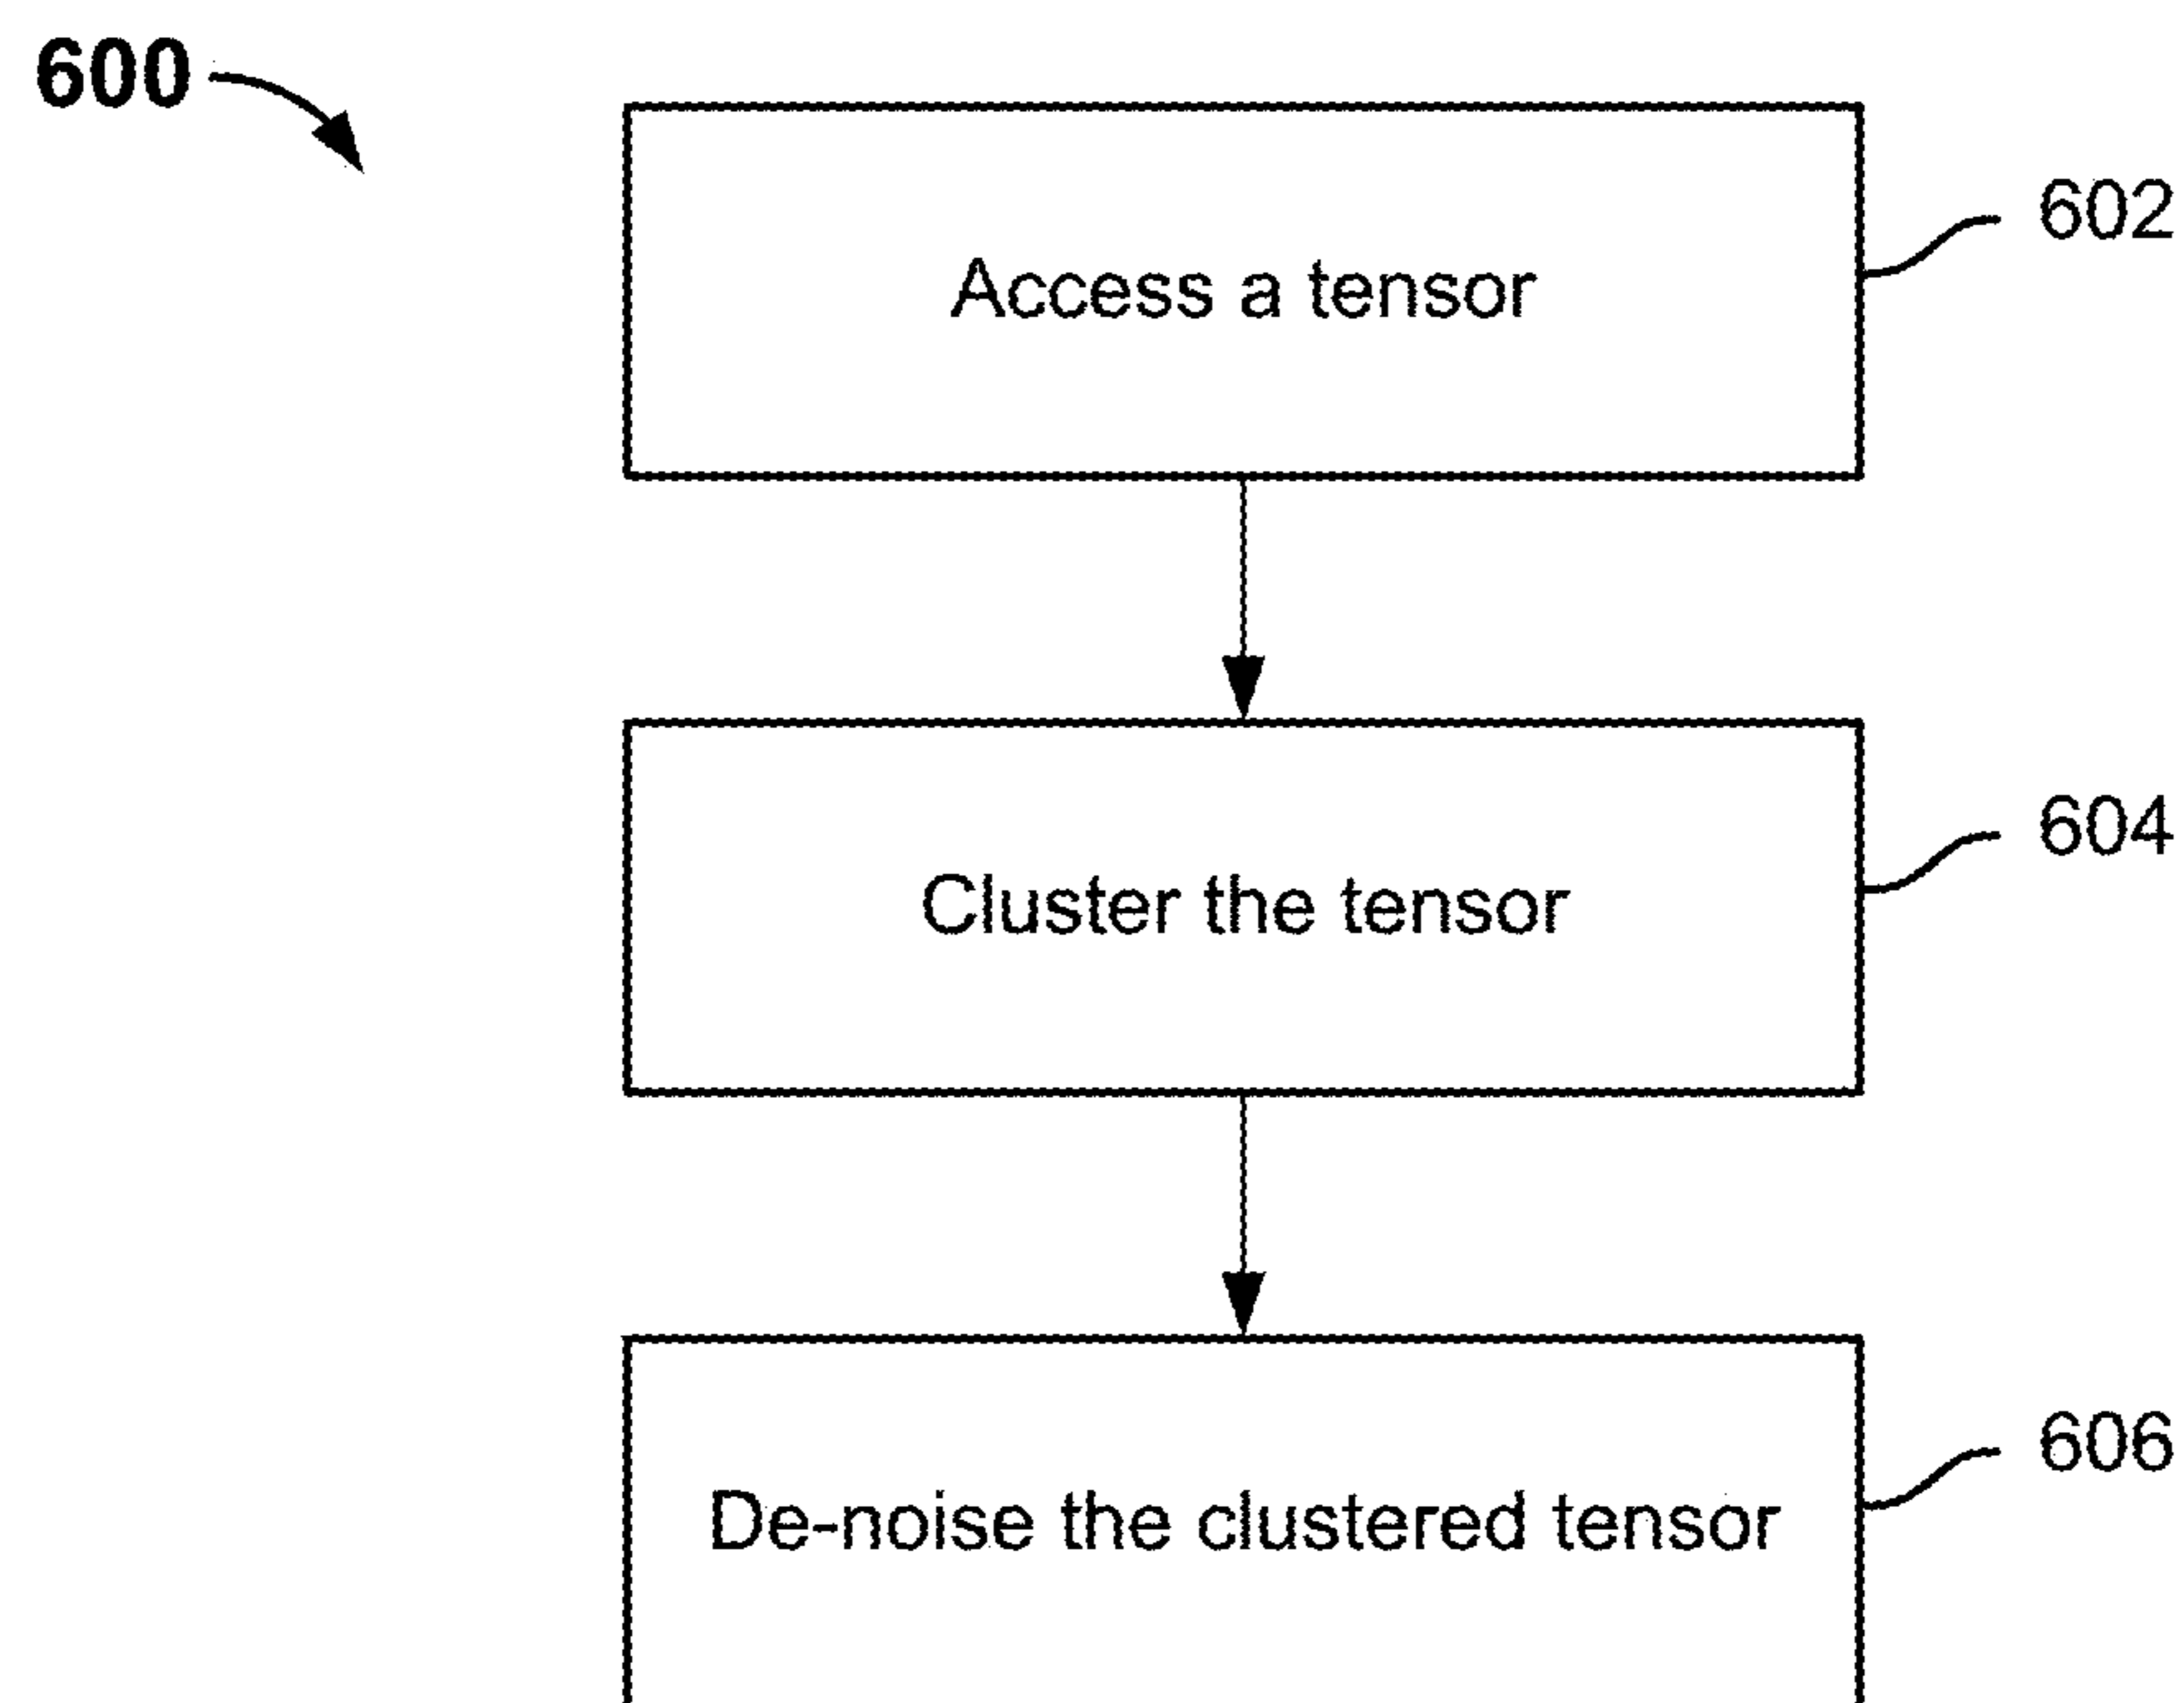 600
Access a tensor
602
Cluster the tensor
604
De-noise the clustered tensor
606